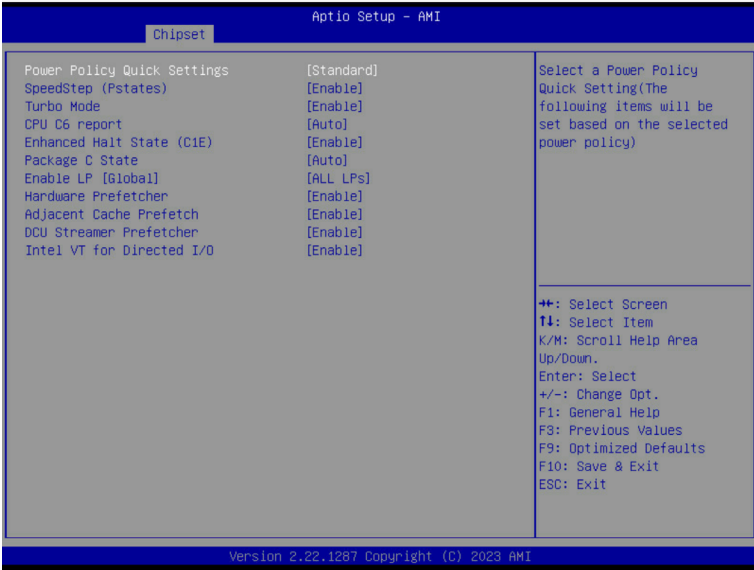 Aptio Setup – AMI
Chipset
Power Policy Quick Settings [Standard]
SpeedStep (Pstates) [Enable]
Turbo Mode [Enable]
CPU C6 report [Auto]
Enhanced Halt State (C1E) [Enable]
Package C State [Auto]
Enable LP [Global] [ALL LPs]
Hardware Prefetcher [Enable]
Adjacent Cache Prefetch [Enable]
DCU Streamer Prefetcher [Enable]
Intel VT for Directed I/O [Enable]
Select a Power Policy
Quick Setting(The
following items will be
set based on the selected
power policy)
→←: Select Screen
↑↓: Select Item
K/M: Scroll Help Area
Up/Down.
Enter: Select
+/-: Change Opt.
F1: General Help
F3: Previous Values
F9: Optimized Defaults
F10: Save & Exit
ESC: Exit
Version 2.22.1287 Copyright (C) 2023 AMI